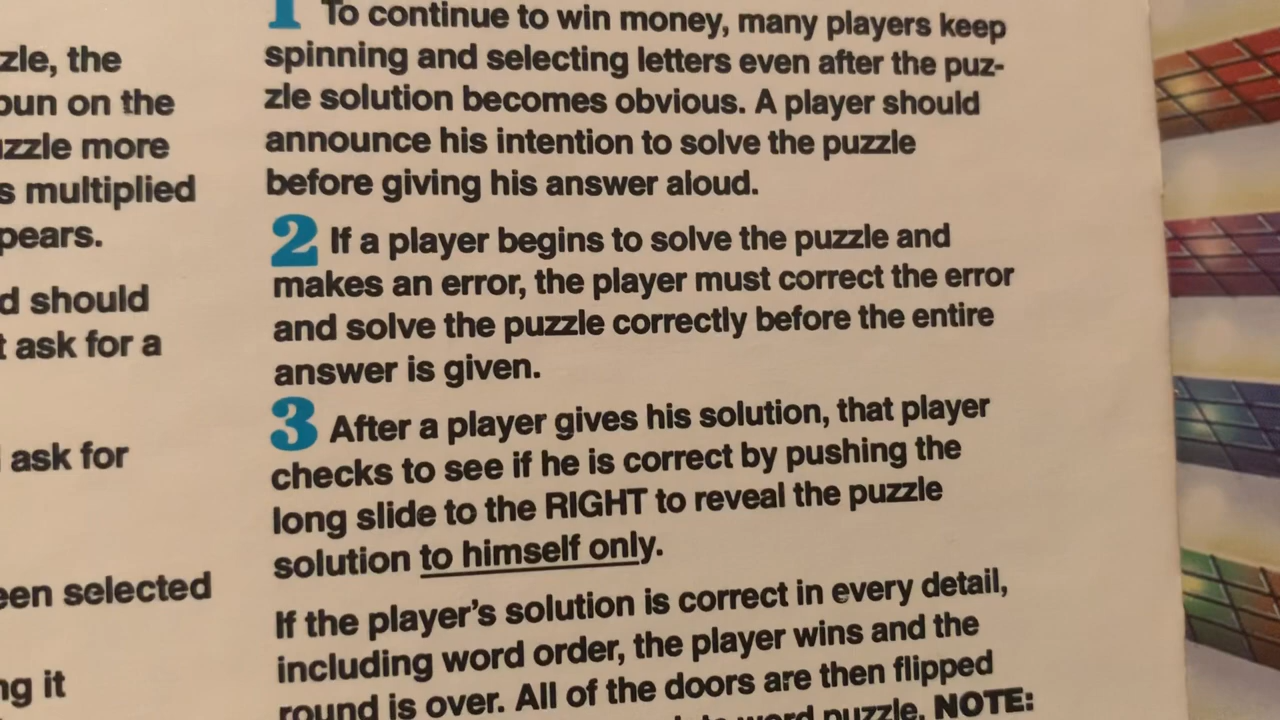 zle, the
oun on the
zzle more
s multiplied
pears.
d should
t ask for a
ask for
een selected
ng it
1 To continue to win money, many players keep
spinning and selecting letters even after the puz-
zle solution becomes obvious. A player should
announce his intention to solve the puzzle
before giving his answer aloud.
2 If a player begins to solve the puzzle and
makes an error, the player must correct the error
and solve the puzzle correctly before the entire
answer is given.
3 After a player gives his solution, that player
checks to see if he is correct by pushing the
long slide to the RIGHT to reveal the puzzle
solution to himself only.
If the player's solution is correct in every detail,
including word order, the player wins and the
round is over. All of the doors are then flipped
word puzzle. NOTE: